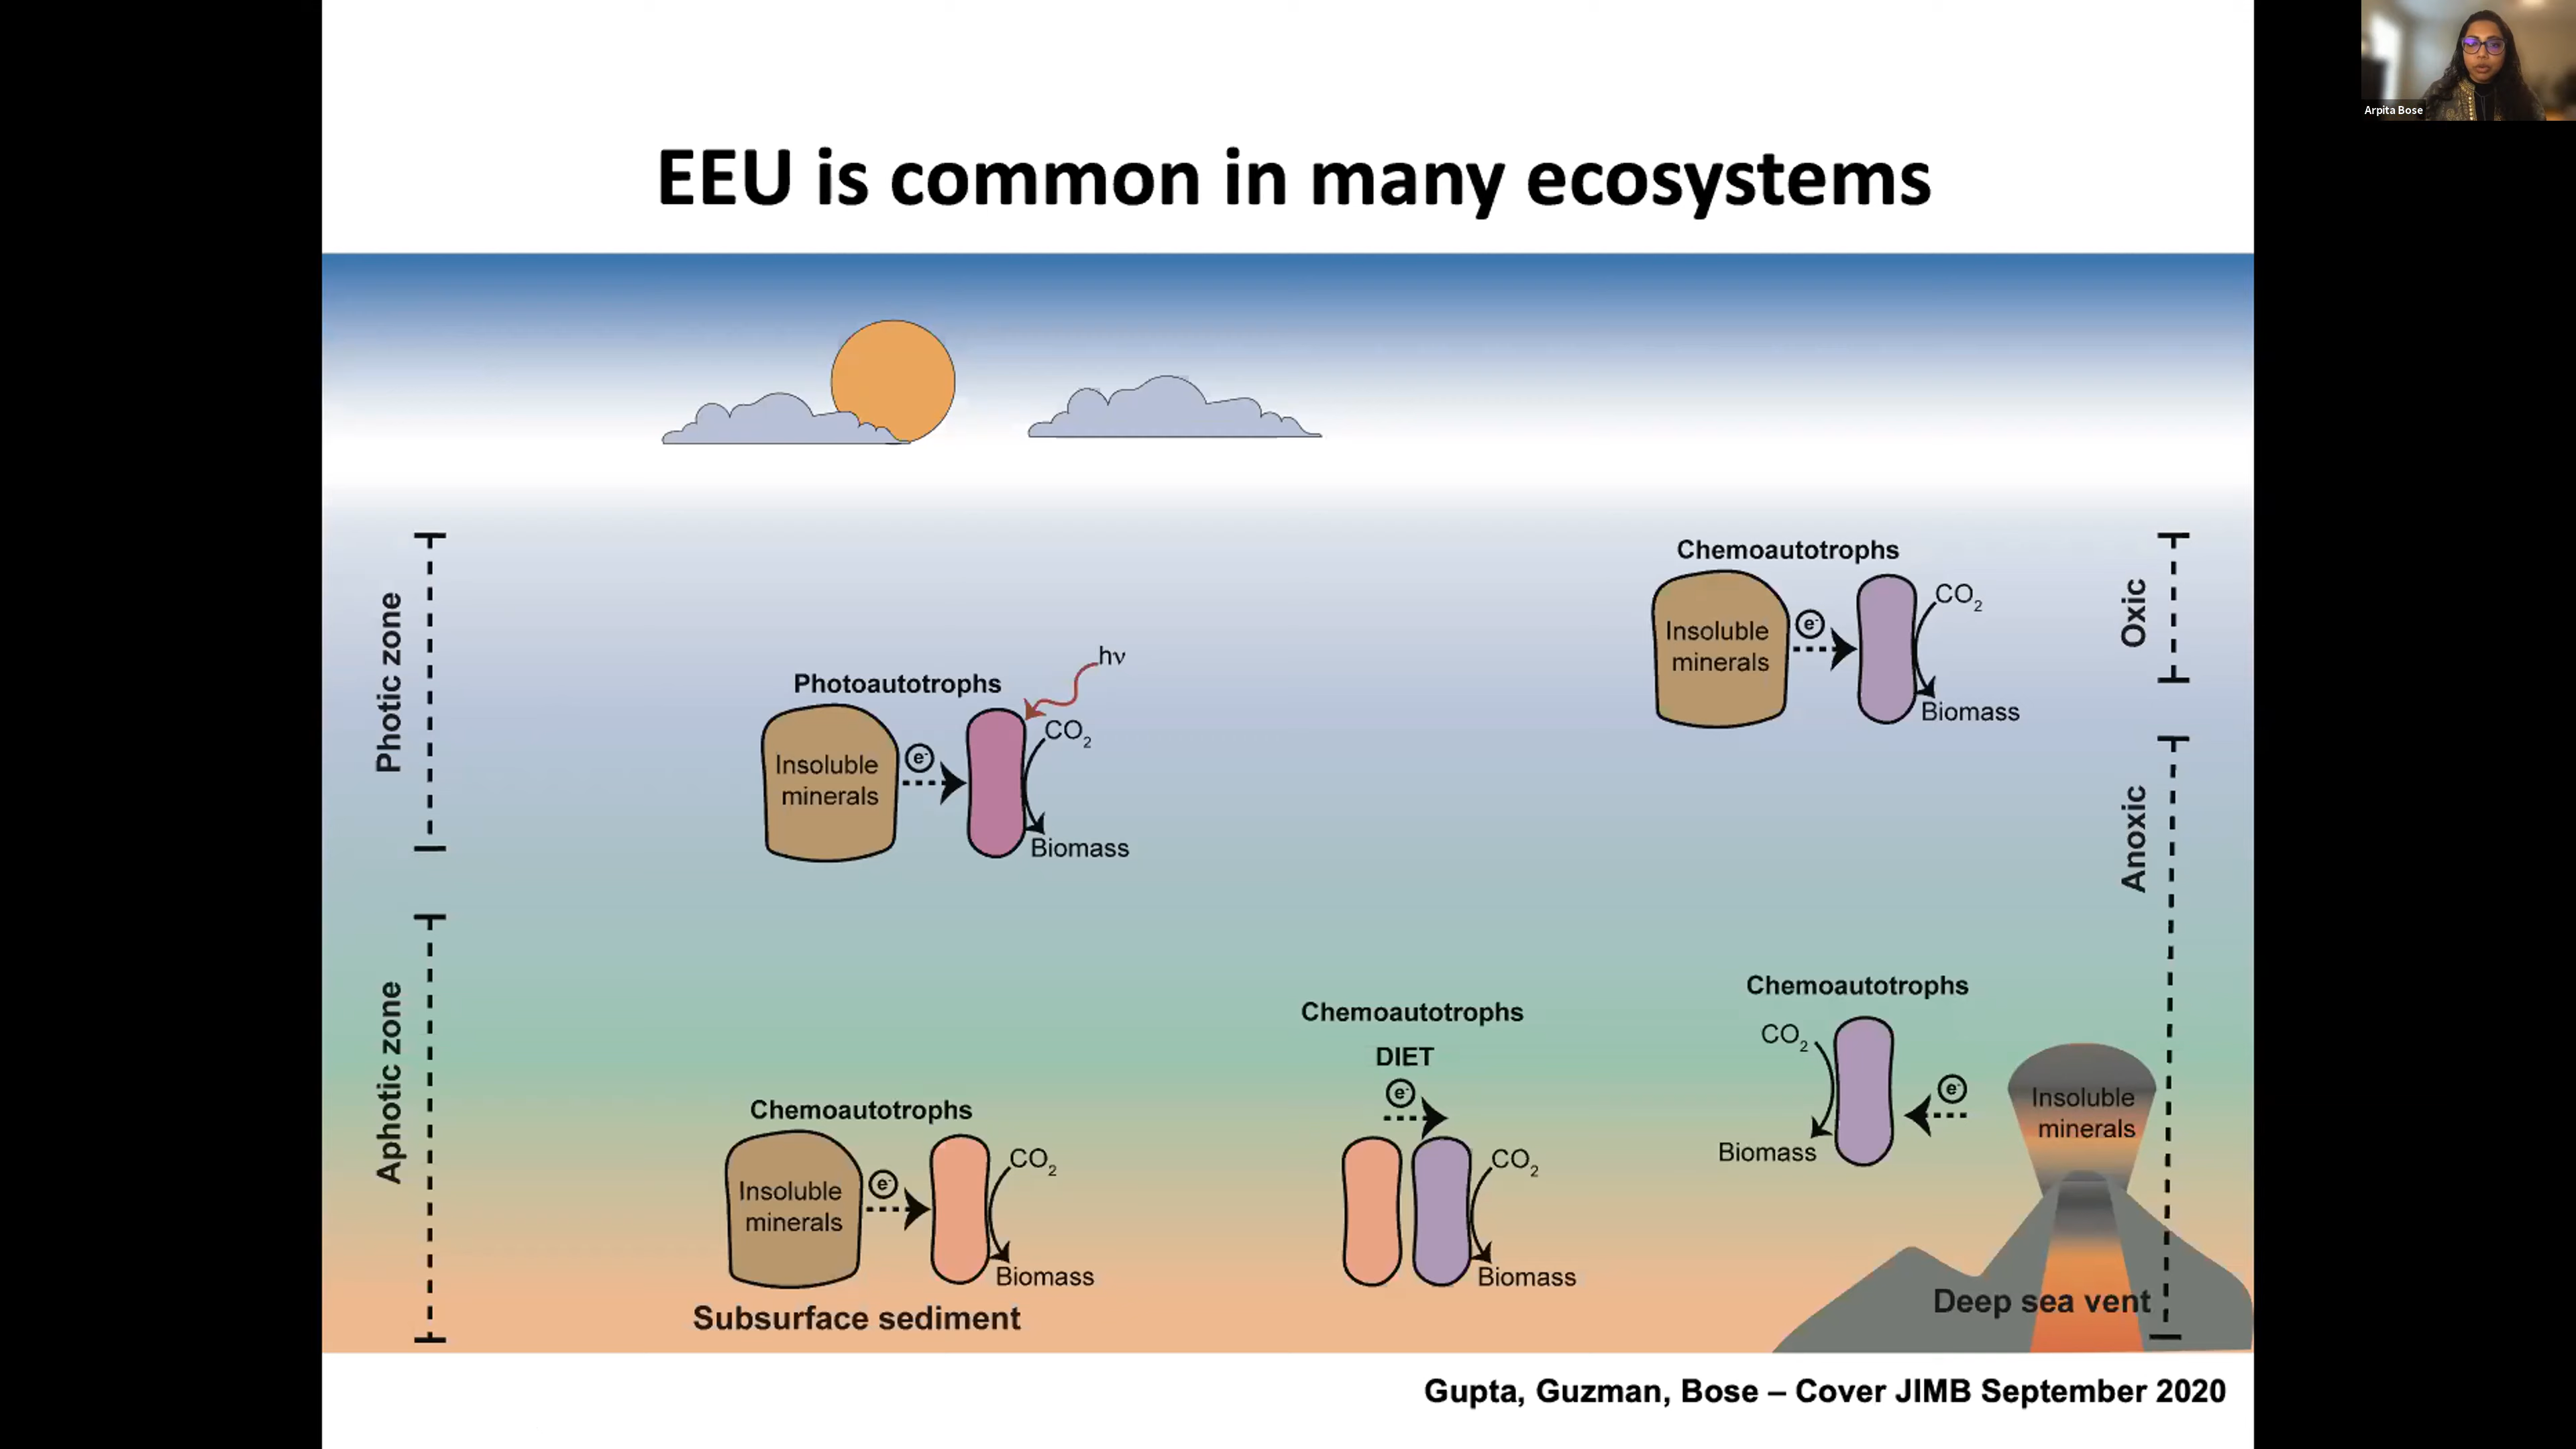 Arpita Bose
EEU is common in many ecosystems
Photic zone
Aphotic zone
Oxic
Anoxic
Chemoautotrophs
Insoluble
minerals
e-
CO2
Biomass
Photoautotrophs
hν
Insoluble
minerals
e-
CO2
Biomass
Chemoautotrophs
Insoluble
minerals
e-
CO2
Biomass
Subsurface sediment
Chemoautotrophs
DIET
e-
CO2
Biomass
Chemoautotrophs
CO2
e-
Biomass
Insoluble
minerals
Deep sea vent
Gupta, Guzman, Bose – Cover JIMB September 2020